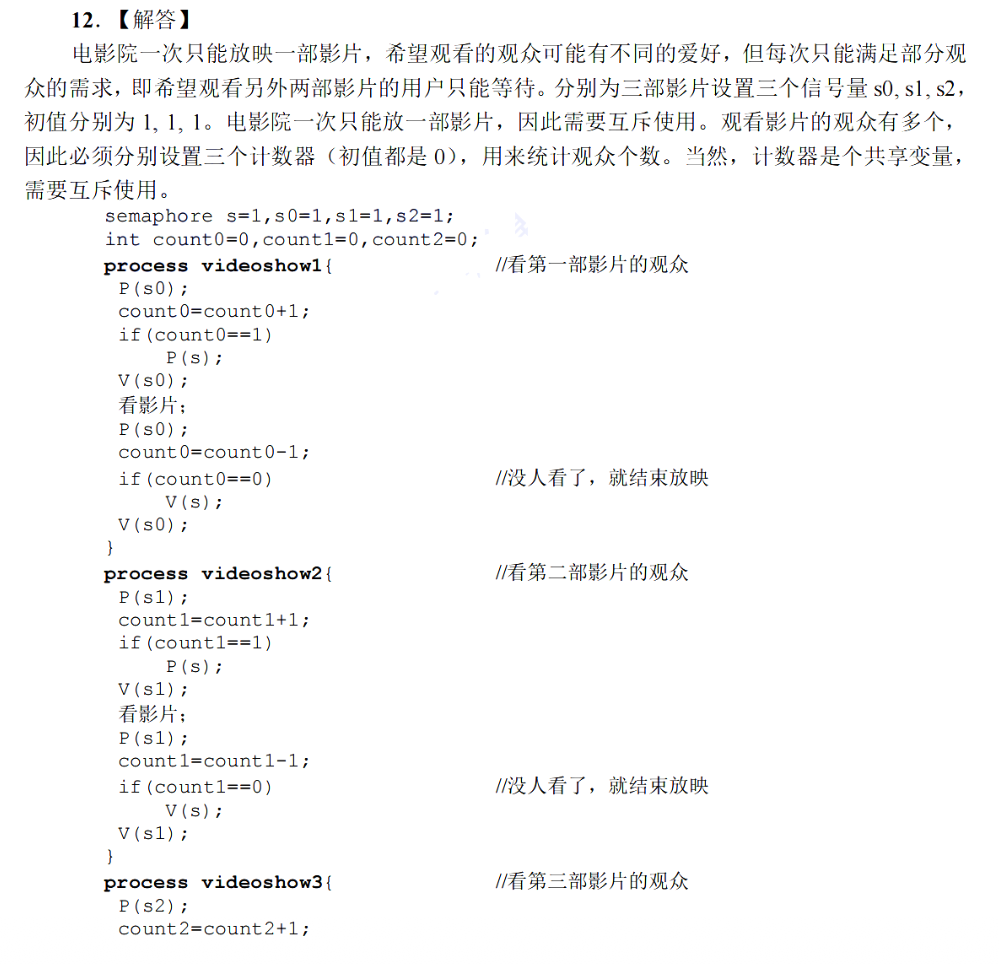 12．【解答】
电影院一次只能放映一部影片，希望观看的观众可能有不同的爱好，但每次只能满足部分观
众的需求，即希望观看另外两部影片的用户只能等待。分别为三部影片设置三个信号量 s0, s1, s2，
初值分别为 1, 1, 1。电影院一次只能放一部影片，因此需要互斥使用。观看影片的观众有多个，
因此必须分别设置三个计数器（初值都是 0），用来统计观众个数。当然，计数器是个共享变量，
需要互斥使用。
semaphore s=1,s0=1,s1=1,s2=1;
int count0=0,count1=0,count2=0;
process videoshow1{ //看第一部影片的观众
P(s0);
count0=count0+1;
if(count0==1)
P(s);
V(s0);
看影片;
P(s0);
count0=count0-1;
if(count0==0) //没人看了，就结束放映
V(s);
V(s0);
}
process videoshow2{ //看第二部影片的观众
P(s1);
count1=count1+1;
if(count1==1)
P(s);
V(s1);
看影片;
P(s1);
count1=count1-1;
if(count1==0) //没人看了，就结束放映
V(s);
V(s1);
}
process videoshow3{ //看第三部影片的观众
P(s2);
count2=count2+1;